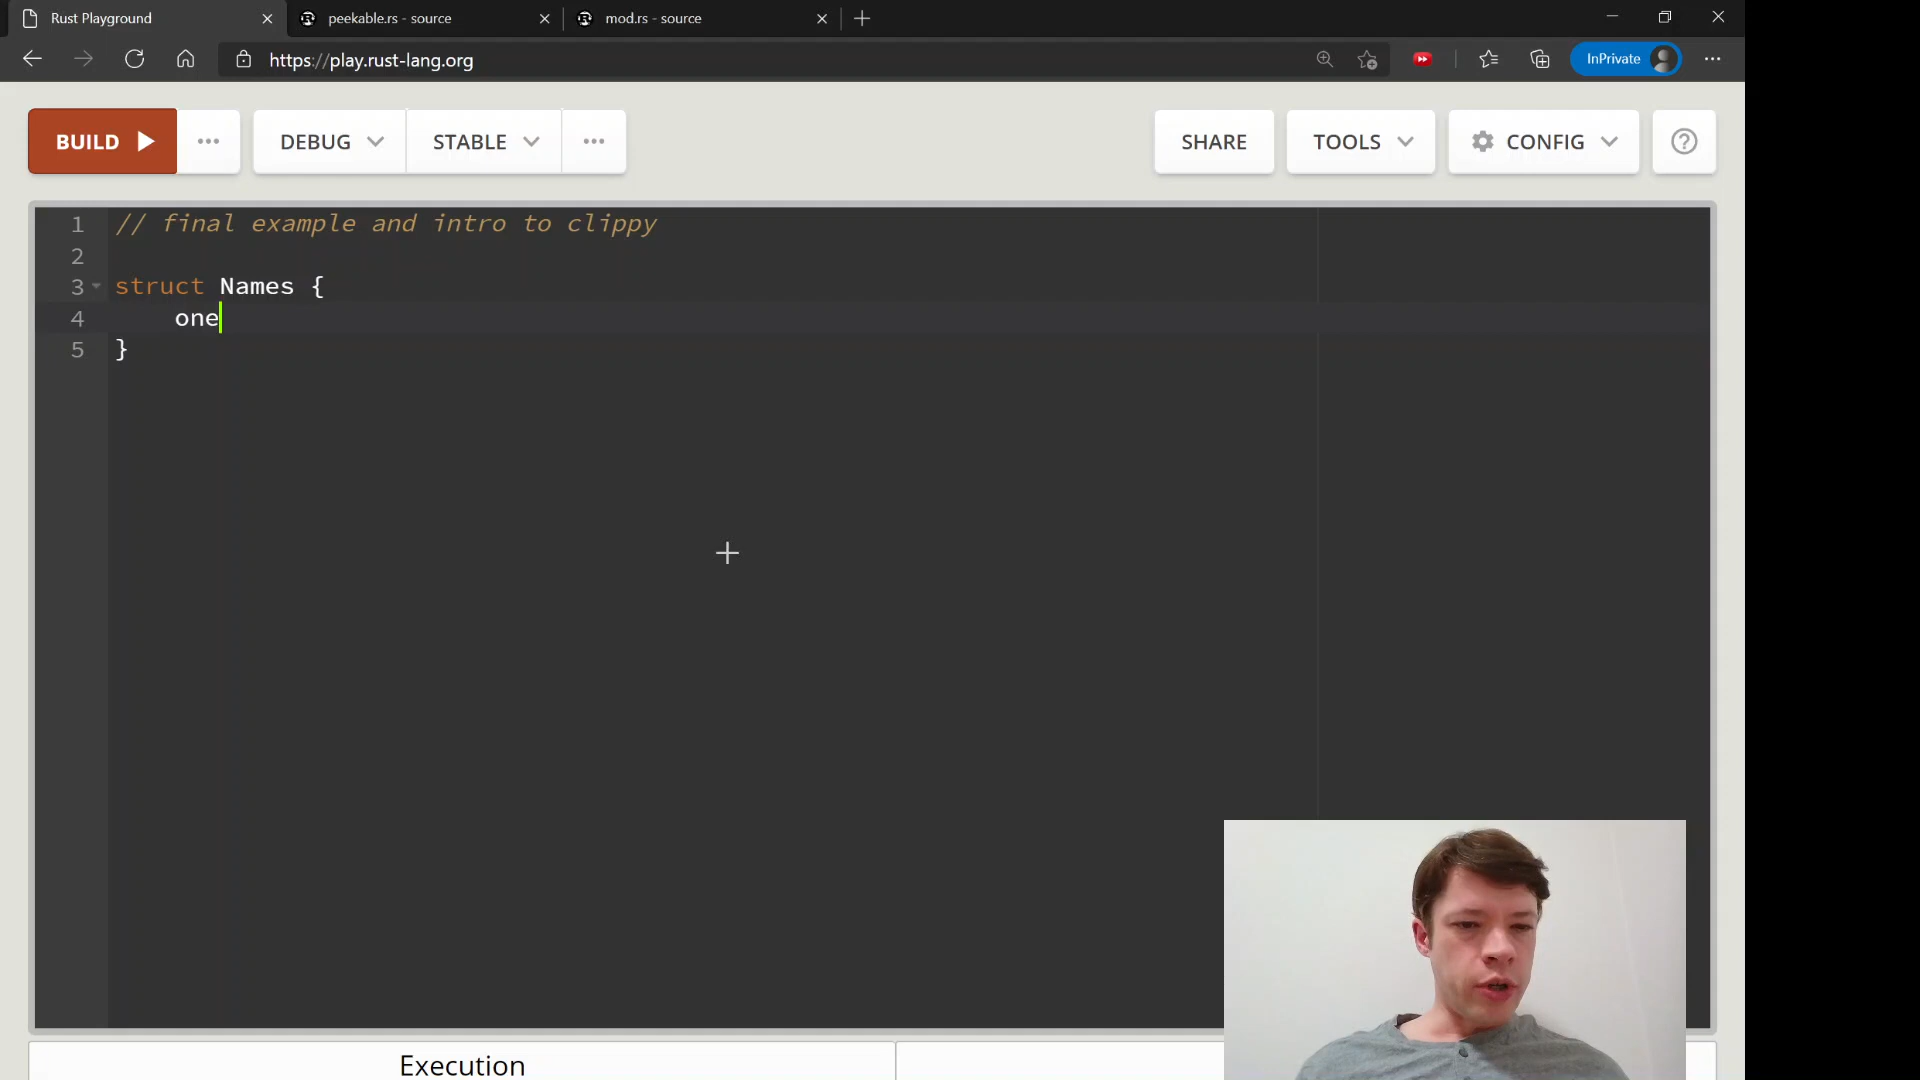 Rust Playground
peekable.rs - source
mod.rs - source
https://play.rust-lang.org
InPrivate
BUILD
DEBUG
STABLE
SHARE
TOOLS
CONFIG
1 // final example and intro to clippy
2
3 struct Names {
4     one
5 }
Execution